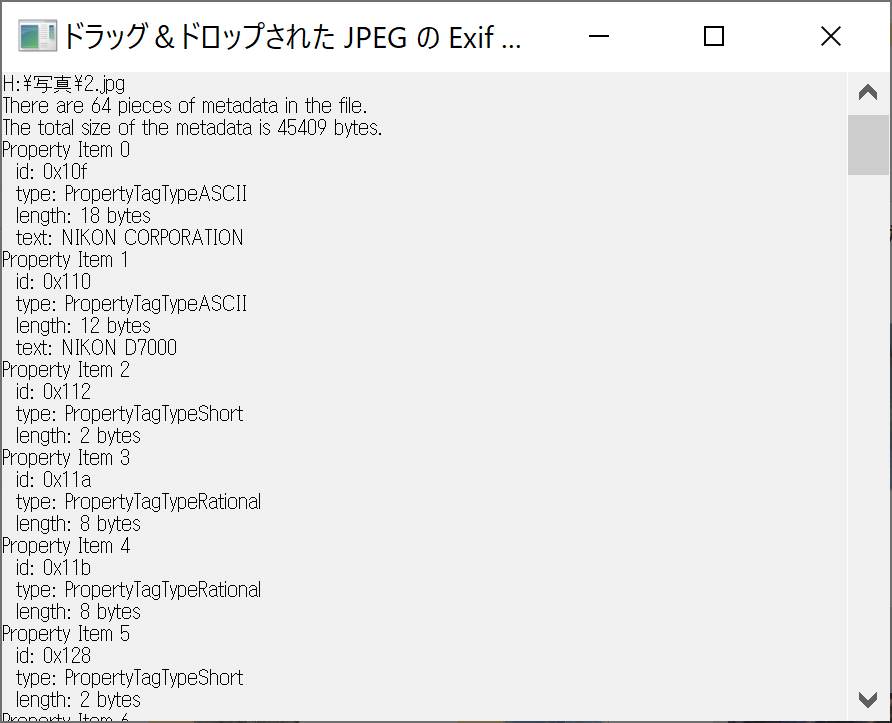 ドラッグ＆ドロップされた JPEG の Exif ...
H:\写真\2.jpg
There are 64 pieces of metadata in the file.
The total size of the metadata is 45409 bytes.
Property Item 0
id: 0x10f
type: PropertyTagTypeASCII
length: 18 bytes
text: NIKON CORPORATION
Property Item 1
id: 0x110
type: PropertyTagTypeASCII
length: 12 bytes
text: NIKON D7000
Property Item 2
id: 0x112
type: PropertyTagTypeShort
length: 2 bytes
Property Item 3
id: 0x11a
type: PropertyTagTypeRational
length: 8 bytes
Property Item 4
id: 0x11b
type: PropertyTagTypeRational
length: 8 bytes
Property Item 5
id: 0x128
type: PropertyTagTypeShort
length: 2 bytes
Property Item 6